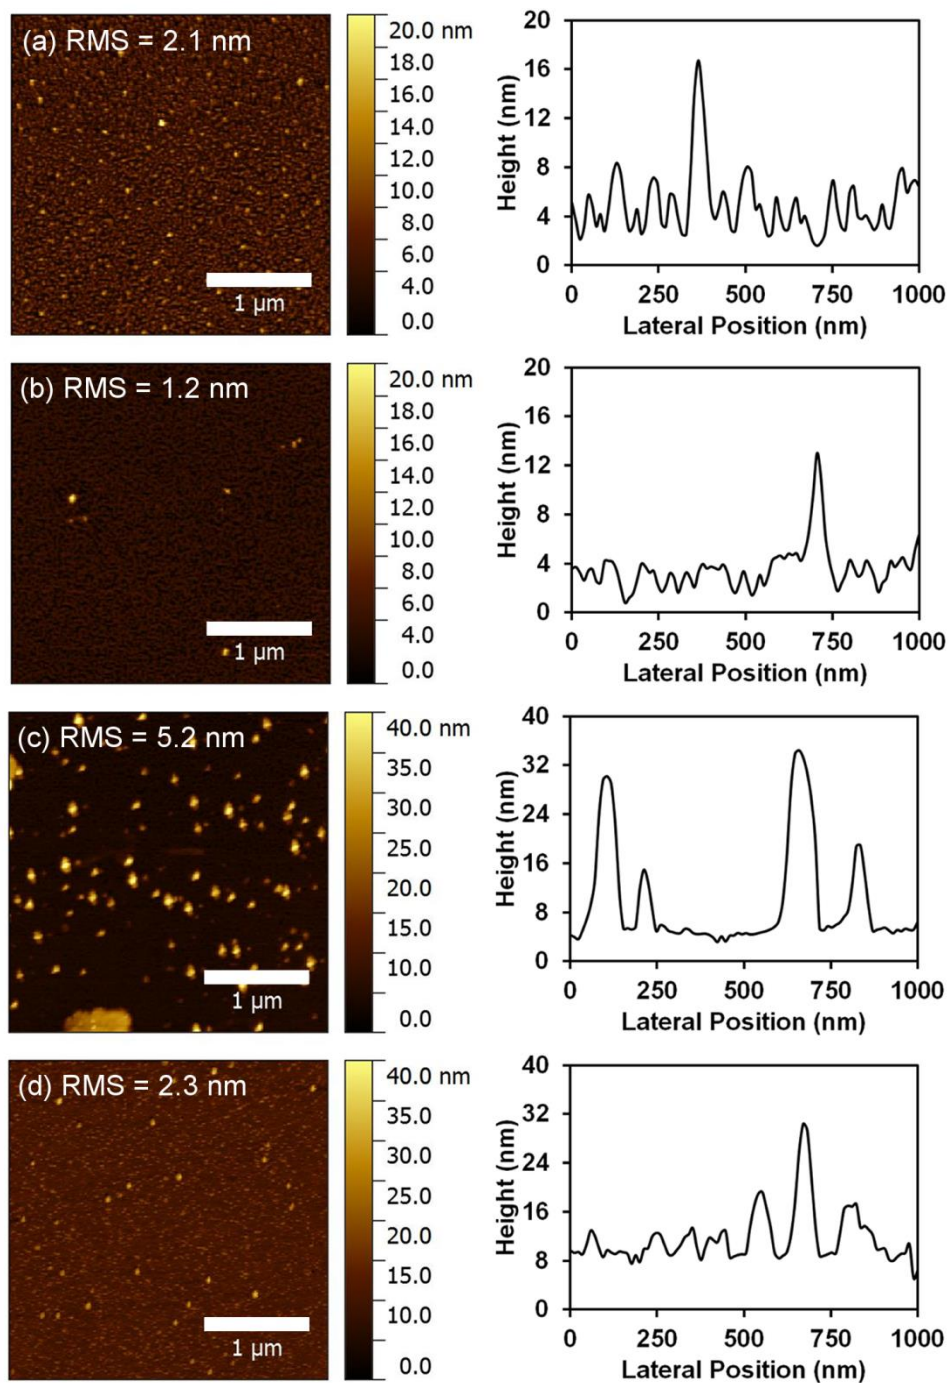 (a) RMS = 2.1 nm
20.0 nm
18.0
14.0
12.0
10.0
8.0
6.0
4.0
0.0
1 µm
Height (nm)
20
16
12
8
4
0
0 250 500 750 1000
Lateral Position (nm)
(b) RMS = 1.2 nm
20.0 nm
18.0
16.0
14.0
12.0
10.0
8.0
6.0
4.0
0.0
1 µm
Height (nm)
20
16
12
8
4
0
0 250 500 750 1000
Lateral Position (nm)
(c) RMS = 5.2 nm
40.0 nm
35.0
30.0
25.0
20.0
15.0
10.0
0.0
1 µm
Height (nm)
40
32
24
16
8
0
0 250 500 750 1000
Lateral Position (nm)
(d) RMS = 2.3 nm
40.0 nm
35.0
30.0
25.0
20.0
15.0
10.0
0.0
1 µm
Height (nm)
40
32
24
16
8
0
0 250 500 750 1000
Lateral Position (nm)